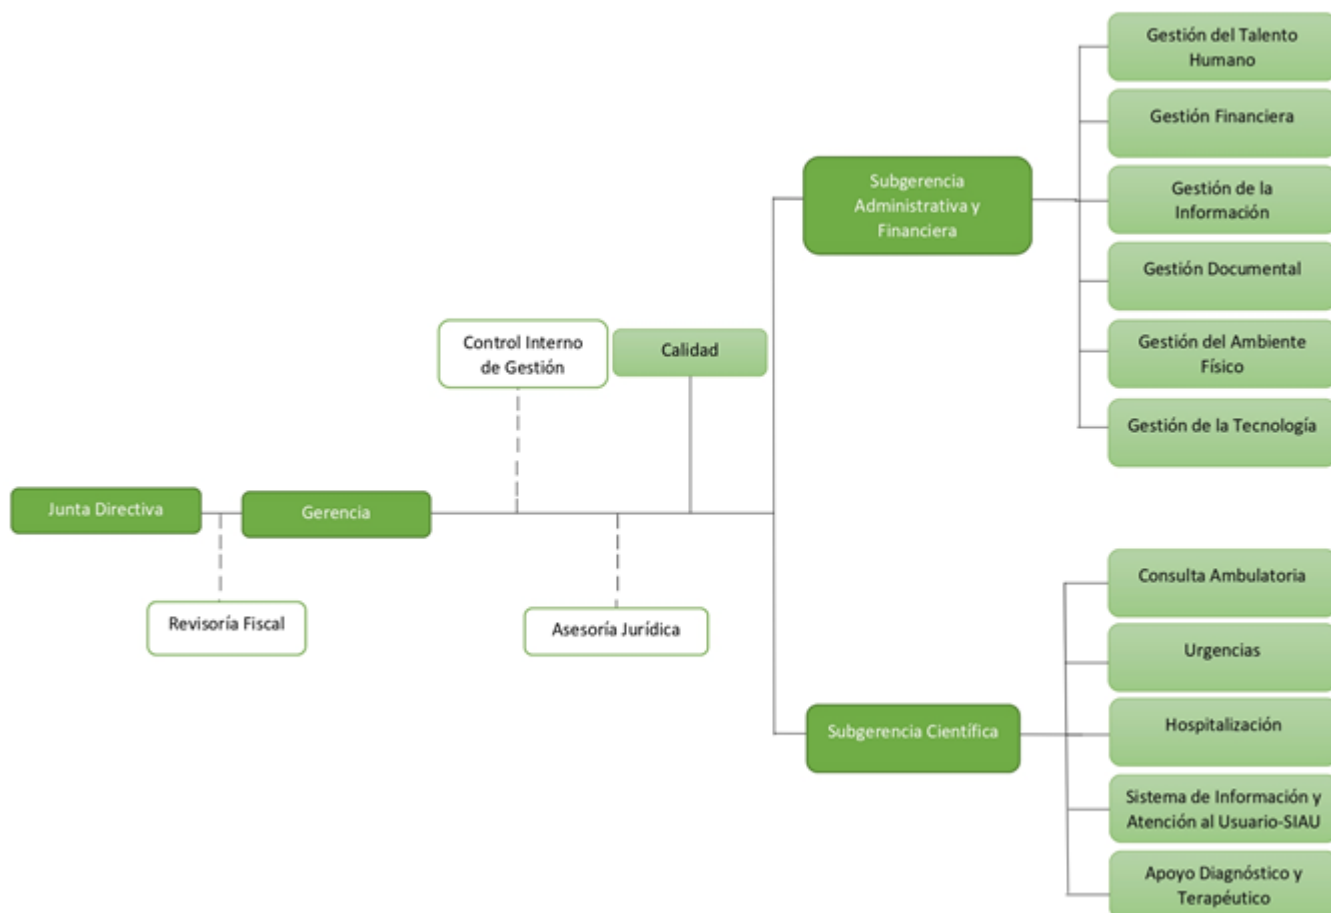 Gestión del Talento
Humano
Gestión Financiera
Gestión de la
Información
Gestión Documental
Gestión del Ambiente
Físico
Gestión de la Tecnología
Subgerencia
Administrativa y
Financiera
Control Interno
de Gestión
Calidad
Junta Directiva
Gerencia
Revisoría Fiscal
Asesoría Jurídica
Subgerencia Científica
Consulta Ambulatoria
Urgencias
Hospitalización
Sistema de Información y
Atención al Usuario-SIAU
Apoyo Diagnóstico y
Terapéutico